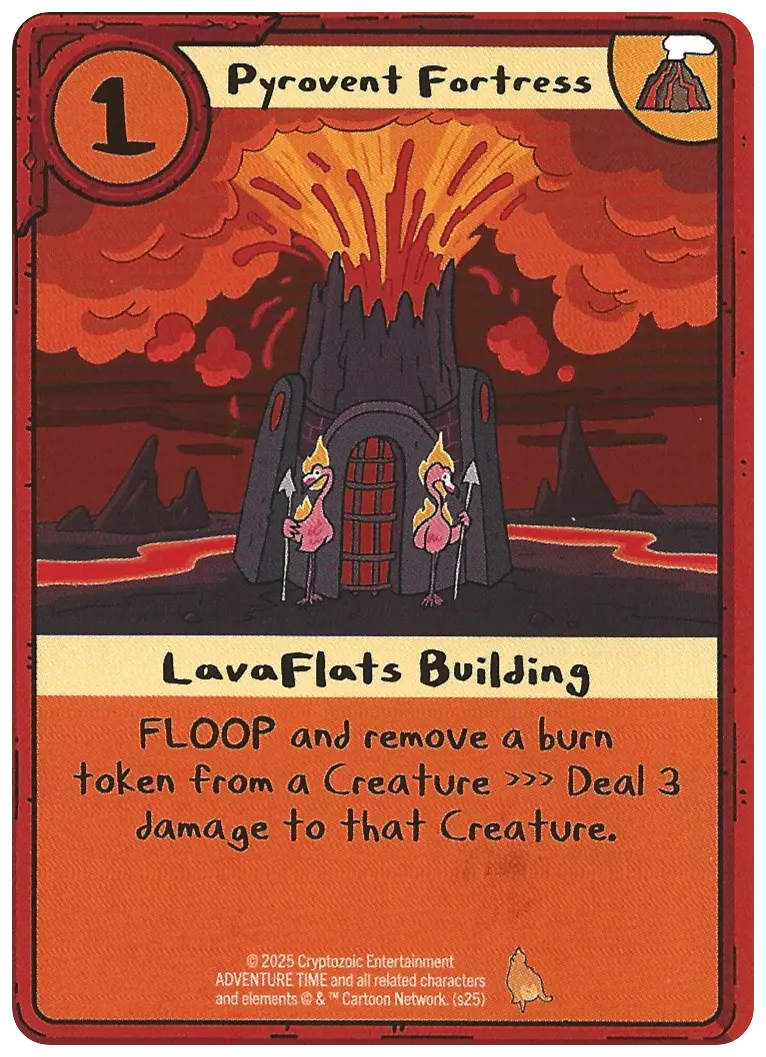 1
Pyrovent Fortress
LavaFlats Building
FLOOP and remove a burn
token from a Creature >>> Deal 3
damage to that Creature.
© 2025 Cryptozoic Entertainment
ADVENTURE TIME and all related characters
and elements © & ™ Cartoon Network. (s25)